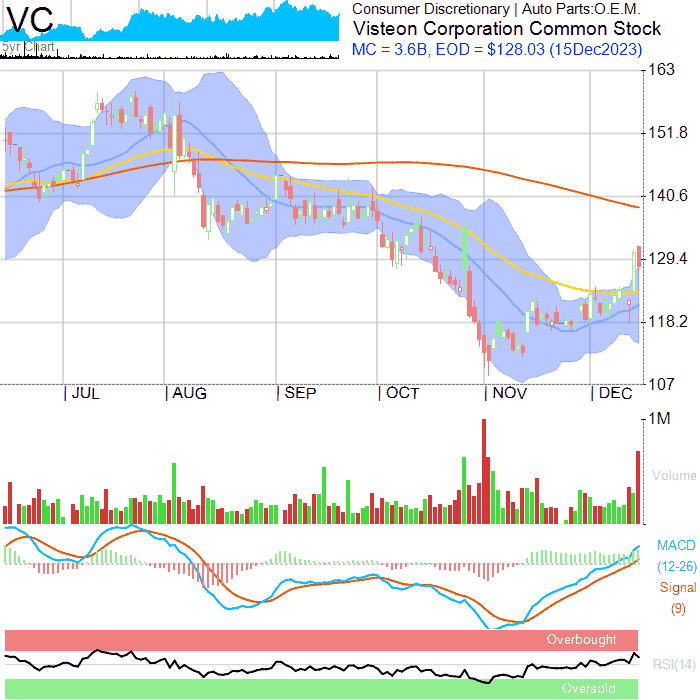 VC
5yr Chart
Consumer Discretionary | Auto Parts:O.E.M.
Visteon Corporation Common Stock
MC = 3.6B, EOD = $128.03 (15Dec2023)
163
151.8
140.6
129.4
118.2
107
JUL AUG SEP OCT NOV DEC
1M
Volume
MACD
(12-26)
Signal
(9)
Overbought
RSI(14)
Oversold